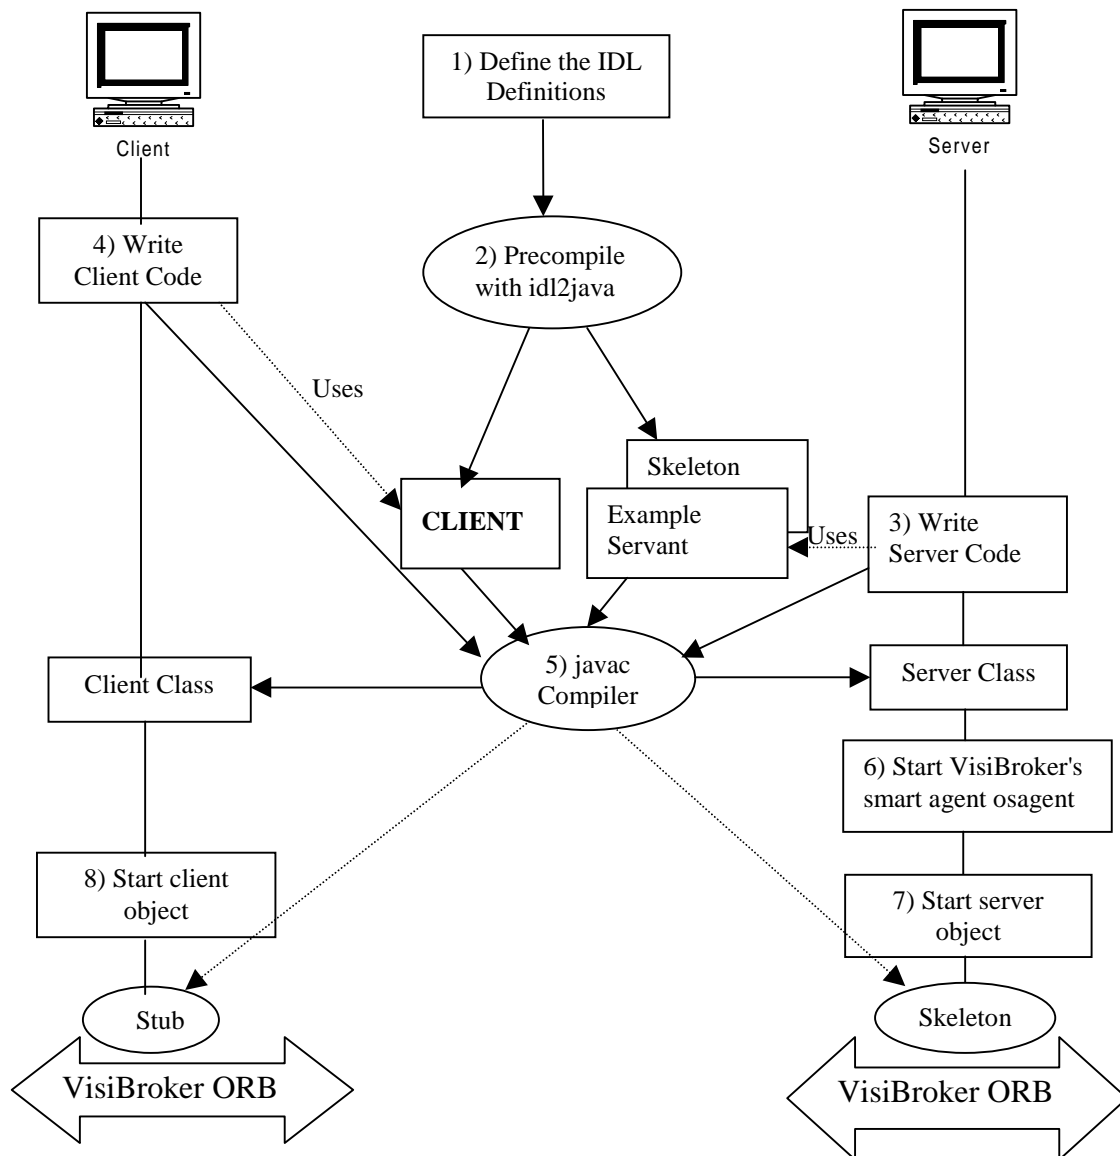 1) Define the IDL
Definitions
Client
Server
4) Write
Client Code
2) Precompile
with idl2java
Uses
Skeleton
CLIENT
Example
Servant
Uses
3) Write
Server Code
5) javac
Compiler
Client Class
Server Class
6) Start VisiBroker's
smart agent osagent
8) Start client
object
7) Start server
object
Stub
Skeleton
VisiBroker ORB
VisiBroker ORB